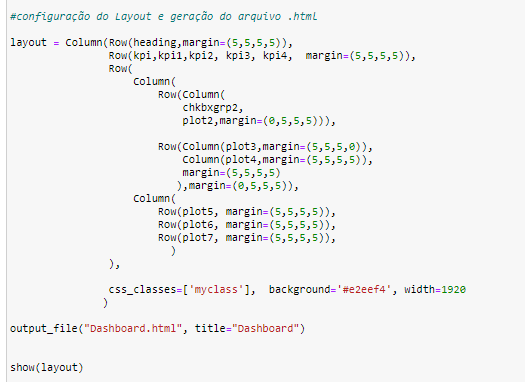 #configuração do Layout e geração do arquivo .html
layout = Column(Row(heading,margin=(5,5,5,5)),
Row(kpi,kpi1,kpi2, kpi3, kpi4,  margin=(5,5,5,5)),
Row(
Column(
Row(Column(
chkbxgrp2,
plot2,margin=(0,5,5,5))),
Row(Column(plot3,margin=(5,5,5,0)),
Column(plot4,margin=(5,5,5,5)),
margin=(5,5,5,5)
),margin=(0,5,5,5)),
Column(
Row(plot5, margin=(5,5,5,5)),
Row(plot6, margin=(5,5,5,5)),
Row(plot7, margin=(5,5,5,5)),
)
),
css_classes=['myclass'],  background='#e2eef4', width=1920
)
output_file("Dashboard.html", title="Dashboard")
show(layout)